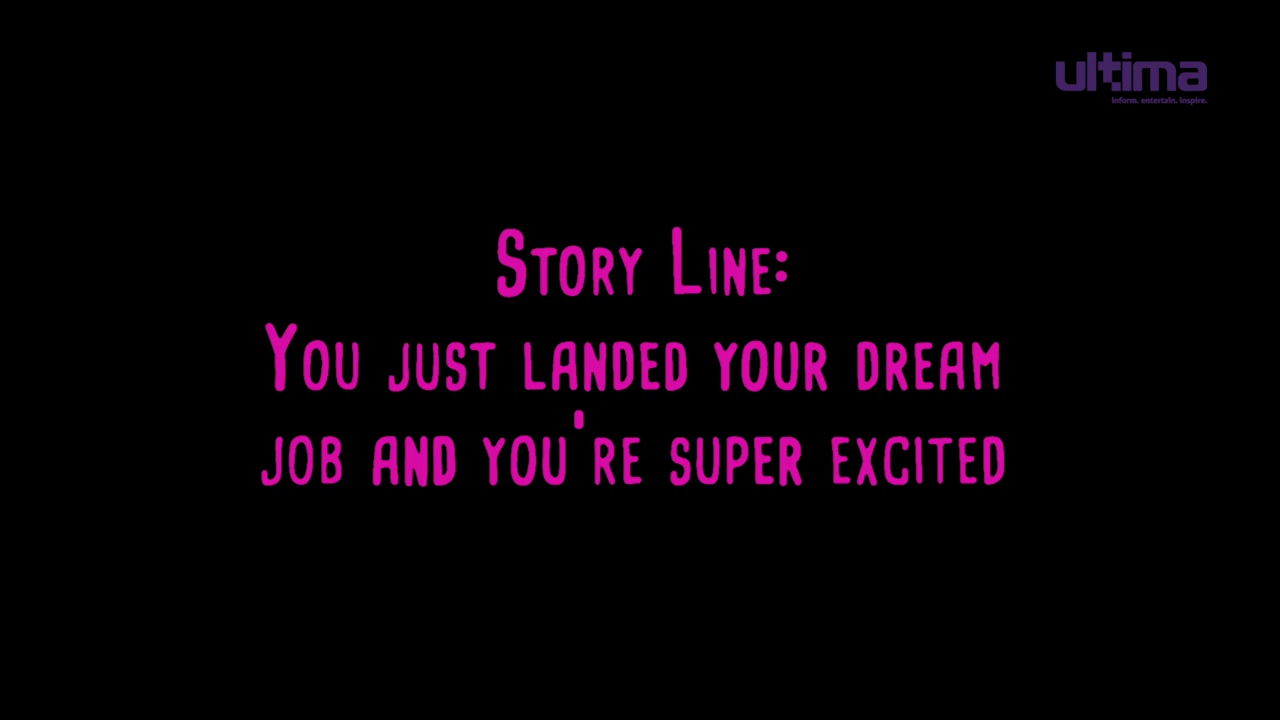 ultima
inform. entertain. inspire.
STORY LINE:
YOU JUST LANDED YOUR DREAM
JOB AND YOU'RE SUPER EXCITED